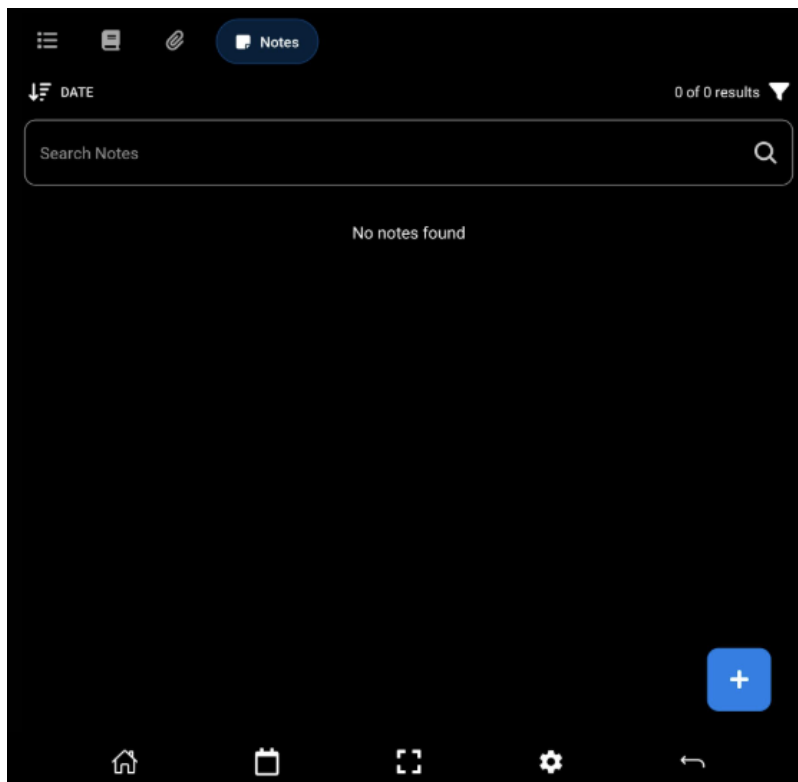 Notes
DATE
0 of 0 results
Search Notes
No notes found